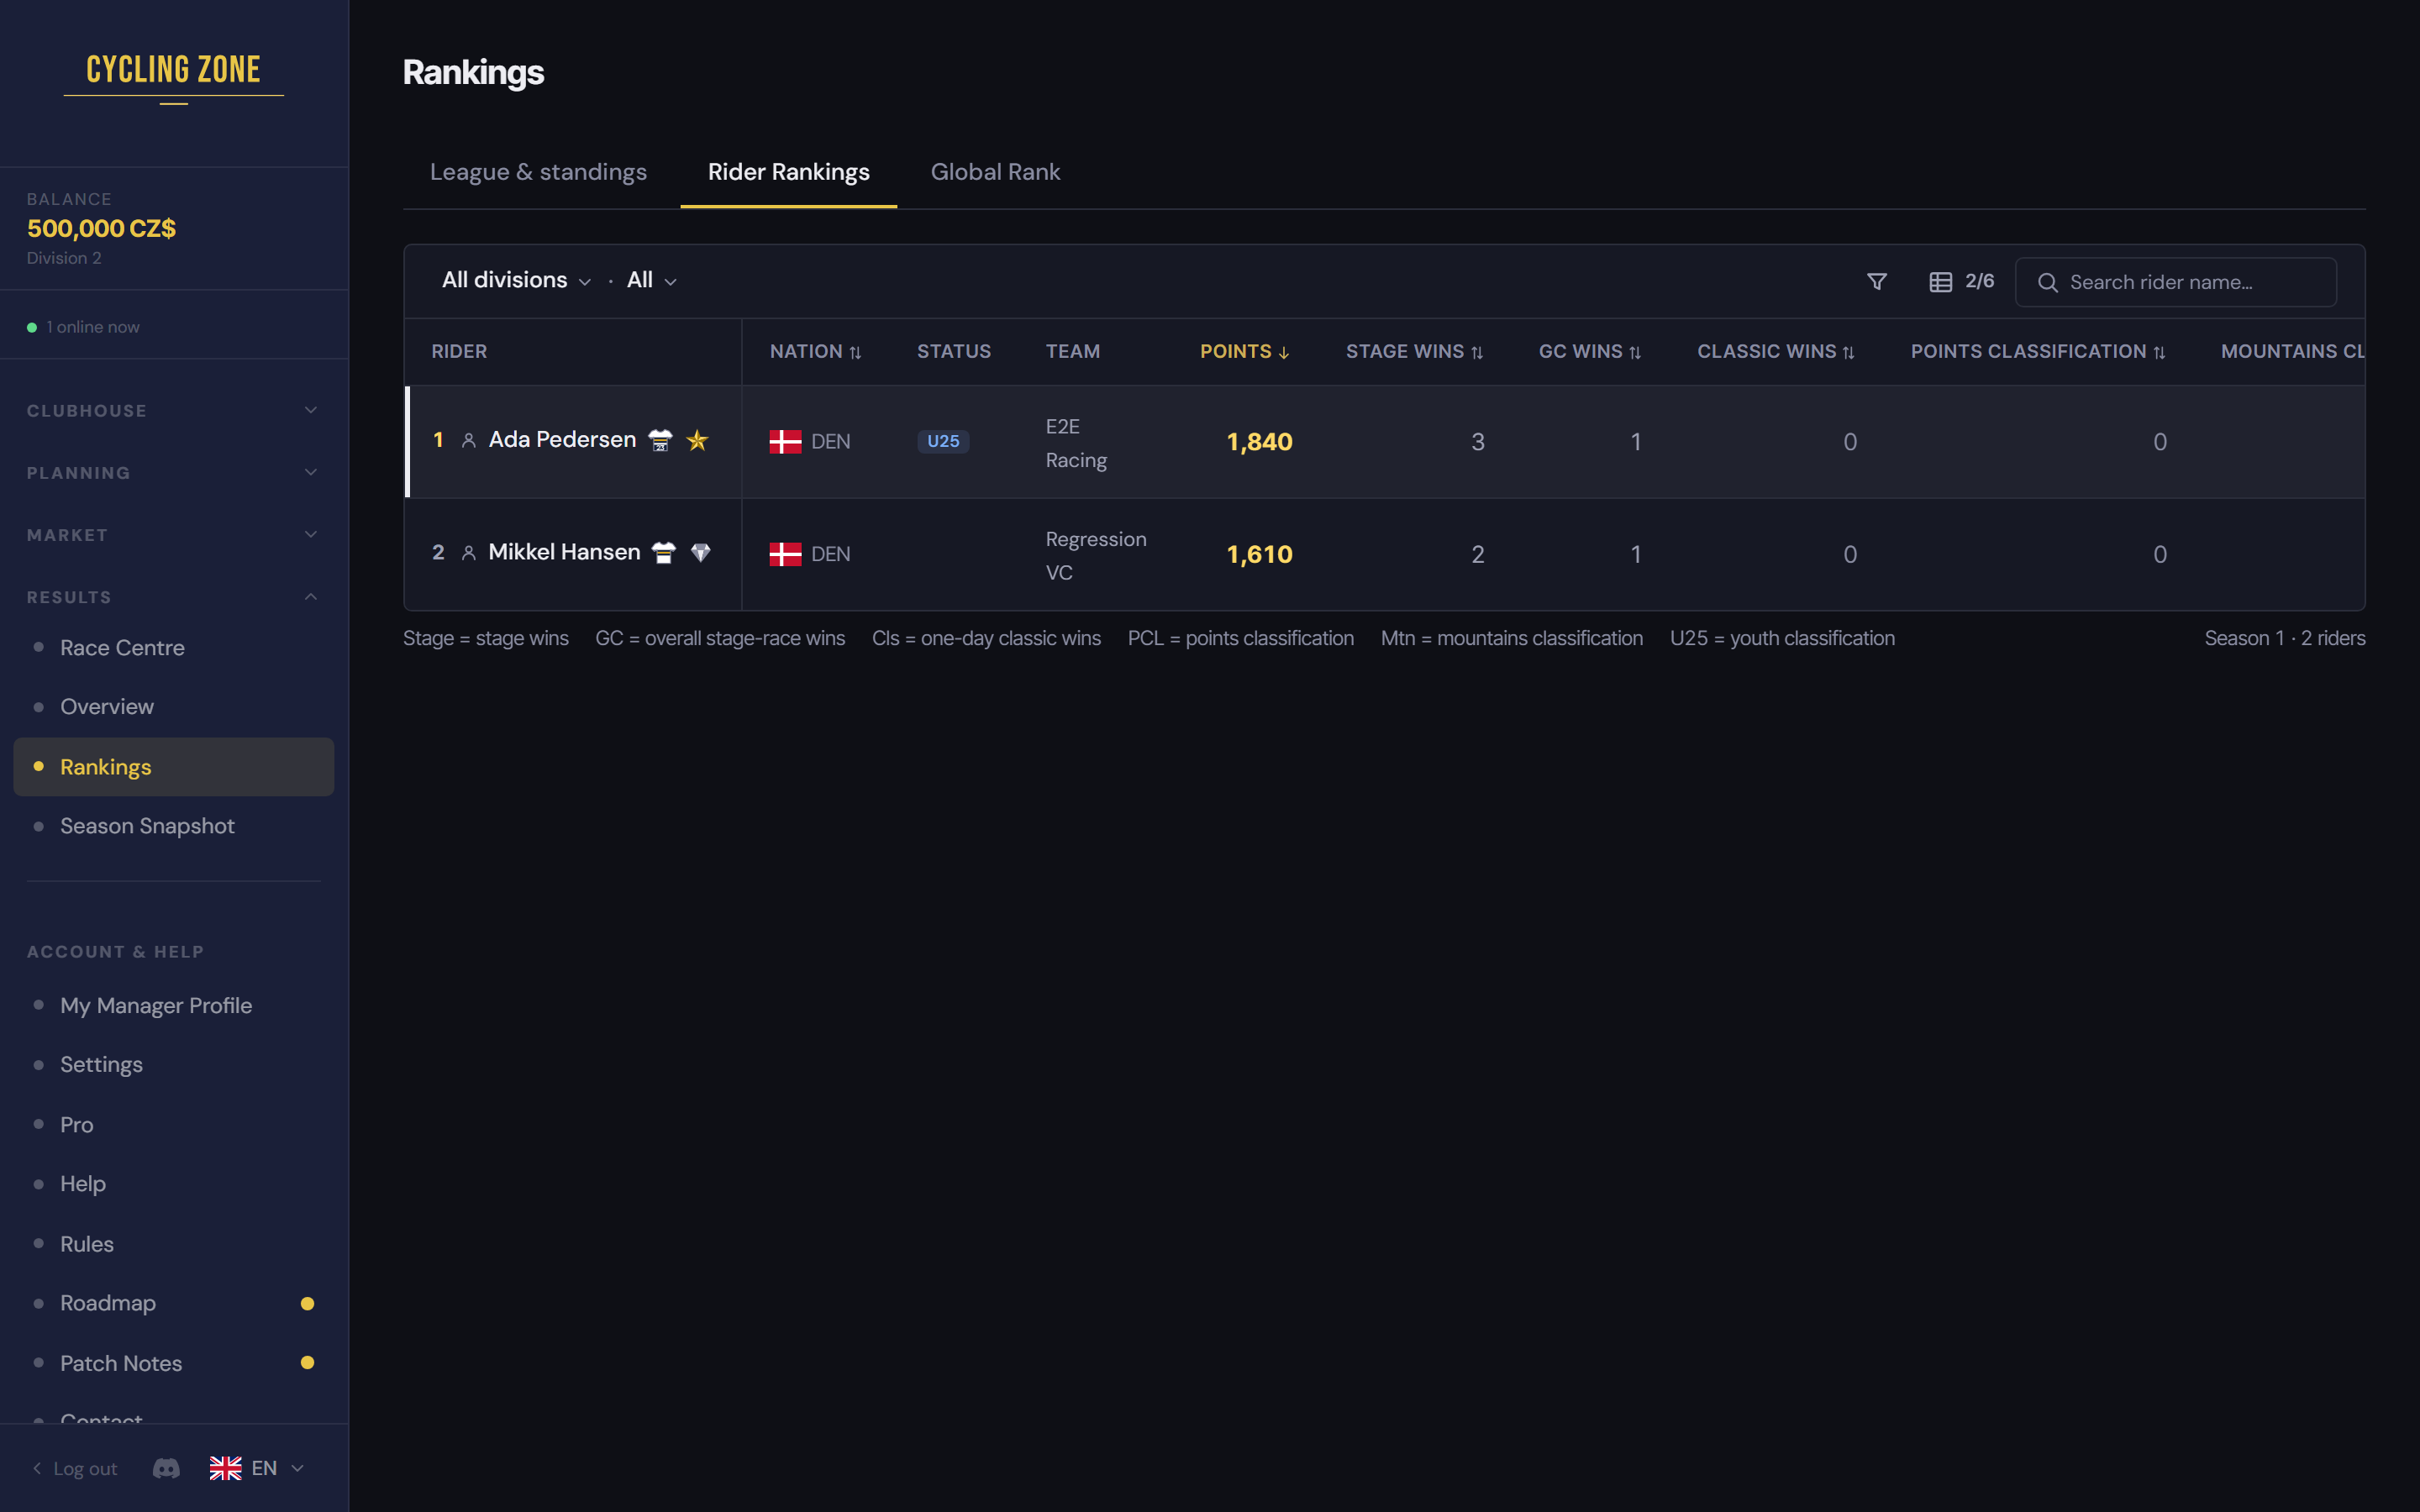 CYCLING ZONE
BALANCE
500,000 CZ$
Division 2
1 online now
CLUBHOUSE
PLANNING
MARKET
RESULTS
Race Centre
Overview
Rankings
Season Snapshot
ACCOUNT & HELP
My Manager Profile
Settings
Pro
Help
Rules
Roadmap
Patch Notes
Contact
Log out EN
Rankings
League & standings Rider Rankings Global Rank
All divisions · All 2/6 Search rider name...
RIDER NATION STATUS TEAM POINTS STAGE WINS GC WINS CLASSIC WINS POINTS CLASSIFICATION MOUNTAINS CL
1 Ada Pedersen DEN U25 E2E Racing 1,840 3 1 0 0
2 Mikkel Hansen DEN Regression VC 1,610 2 1 0 0
Stage = stage wins GC = overall stage-race wins Cls = one-day classic wins PCL = points classification Mtn = mountains classification U25 = youth classification Season 1 · 2 riders